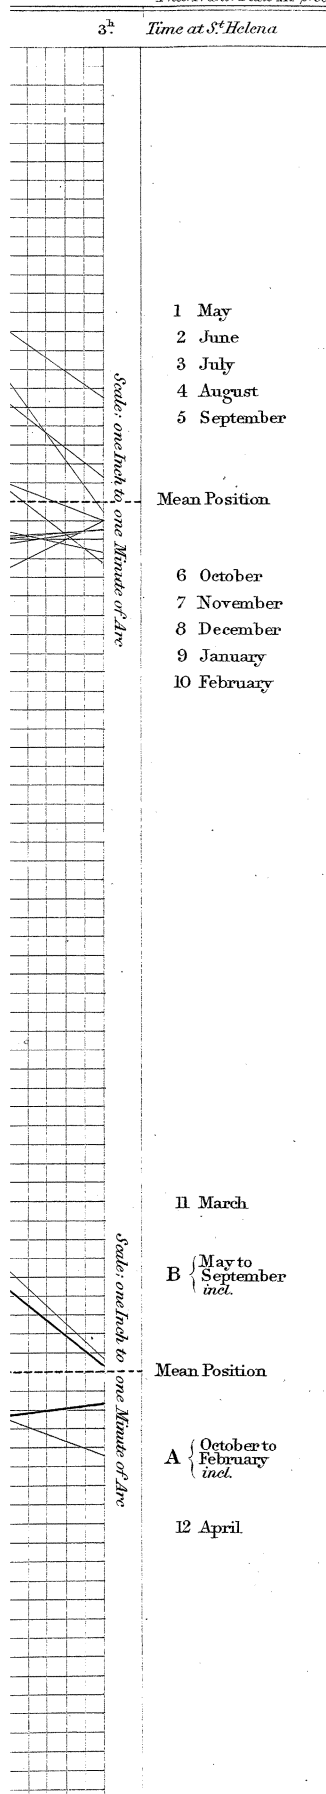 3h. Time at St. Helena
1 May
2 June
3 July
4 August
5 September
Scale; one Inch to one Minute of Arc
Mean Position
6 October
7 November
8 December
9 January
10 February
11 March
B { May to
September
incl.
Scale; one Inch to one Minute of Arc
Mean Position
A { October to
February
incl.
12 April